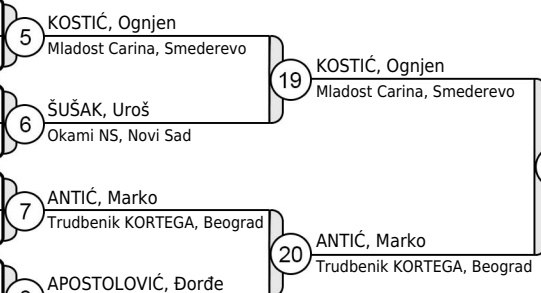 5
KOSTIĆ, Ognjen
Mladost Carina, Smederevo
19
KOSTIĆ, Ognjen
Mladost Carina, Smederevo
6
ŠUŠAK, Uroš
Okami NS, Novi Sad
7
ANTIĆ, Marko
Trudbenik KORTEGA, Beograd
20
ANTIĆ, Marko
Trudbenik KORTEGA, Beograd
APOSTOLOVIĆ, Đorđe